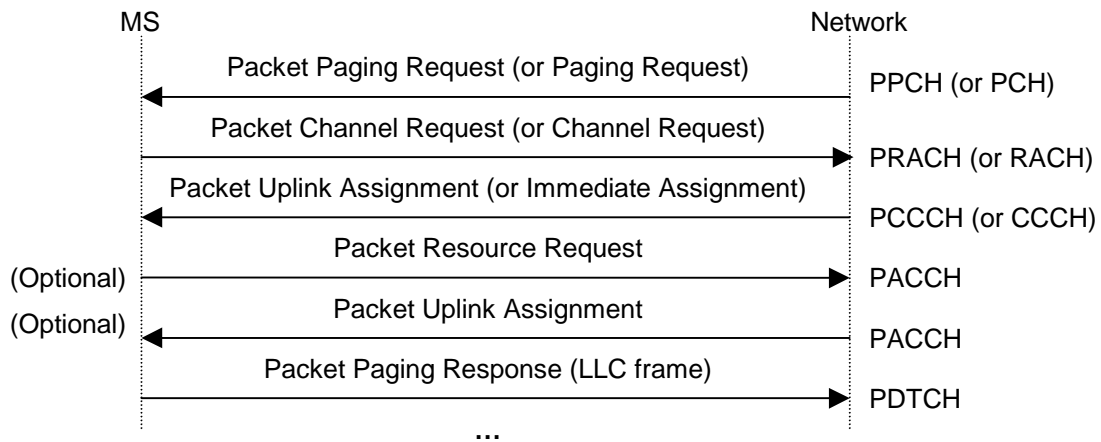 MS Network
Packet Paging Request (or Paging Request)
PPCH (or PCH)
Packet Channel Request (or Channel Request)
PRACH (or RACH)
Packet Uplink Assignment (or Immediate Assignment)
PCCCH (or CCCH)
Packet Resource Request
(Optional) PACCH
Packet Uplink Assignment
(Optional) PACCH
Packet Paging Response (LLC frame)
PDTCH
...